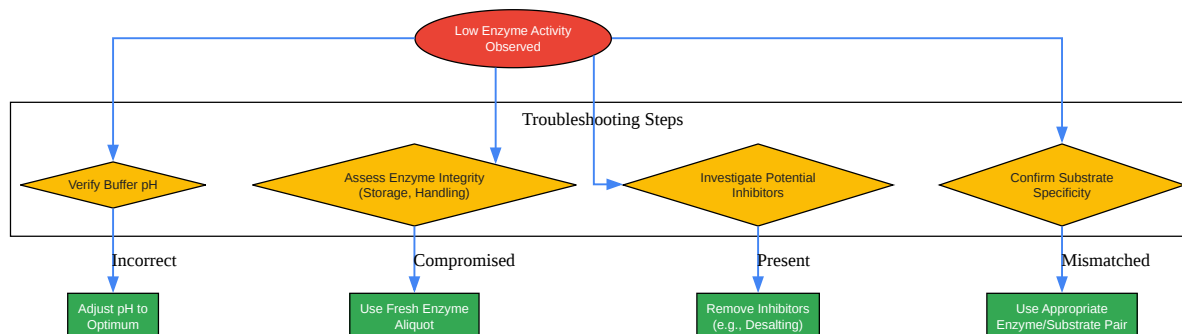 Low Enzyme Activity
Observed
Troubleshooting Steps
Verify Buffer pH
Assess Enzyme Integrity
(Storage, Handling)
Investigate Potential
Inhibitors
Confirm Substrate
Specificity
Incorrect
Compromised
Present
Mismatched
Adjust pH to
Optimum
Use Fresh Enzyme
Aliquot
Remove Inhibitors
(e.g., Desalting)
Use Appropriate
Enzyme/Substrate Pair